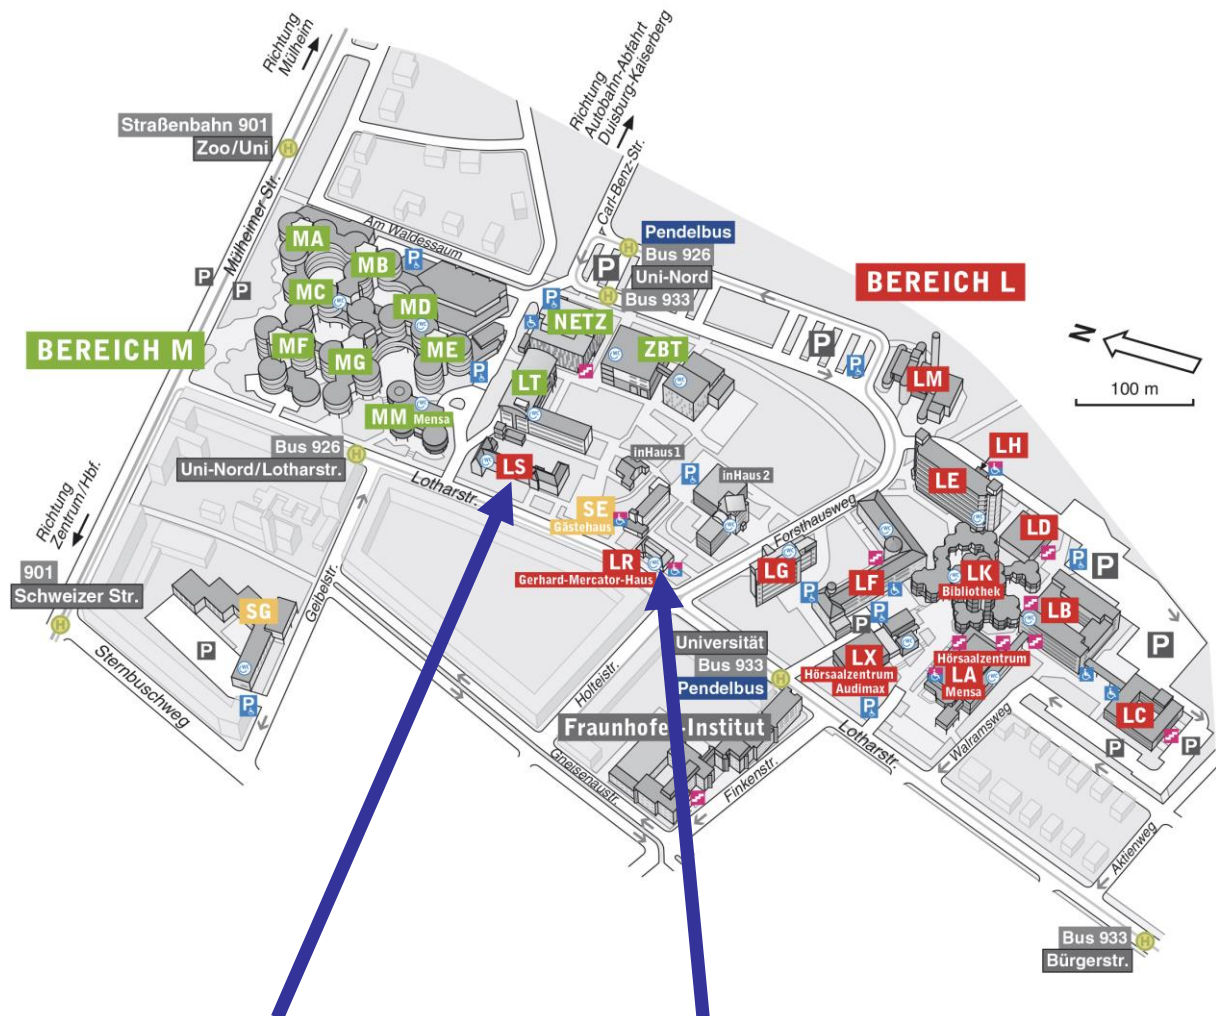 Richtung
Mülheim
Richtung
Autobahn-Abfahrt
Duisburg-Kaiserberg
Straßenbahn 901
Zoo/Uni
H
Mülheimer Str.
Am Waldessaum
Carl-Benz-Str.
Pendelbus
Bus 926
Uni-Nord
Bus 933
H
H
P
P
P
P
P
P
P
BEREICH L
BEREICH M
MA
MB
MC
MD
MF
MG
ME
MM Mensa
NETZ
ZBT
LT
N
100 m
LM
LH
LE
LD
Bus 926
Uni-Nord/Lotharstr.
H
Lotharstr.
LS
inHaus 1
inHaus 2
P
SE
Gästehaus
LR
Gerhard-Mercator-Haus
Forsthausweg
LG
LF
LK
Bibliothek
LB
P
P
P
P
P
P
P
Richtung
Zentrum/Hbf.
901
Schweizer Str.
H
SG
P
P
Geibelstr.
Sternbuschweg
Holteistr.
Universität
Bus 933
Pendelbus
H
LX
Hörsaalzentrum
Audimax
P
Hörsaalzentrum
LA
Mensa
LC
P
P
Fraunhofer-Institut
Gneisenaustr.
Finkenstr.
Lotharstr.
Walramsweg
Aktienweg
Bus 933
Bürgerstr.
H